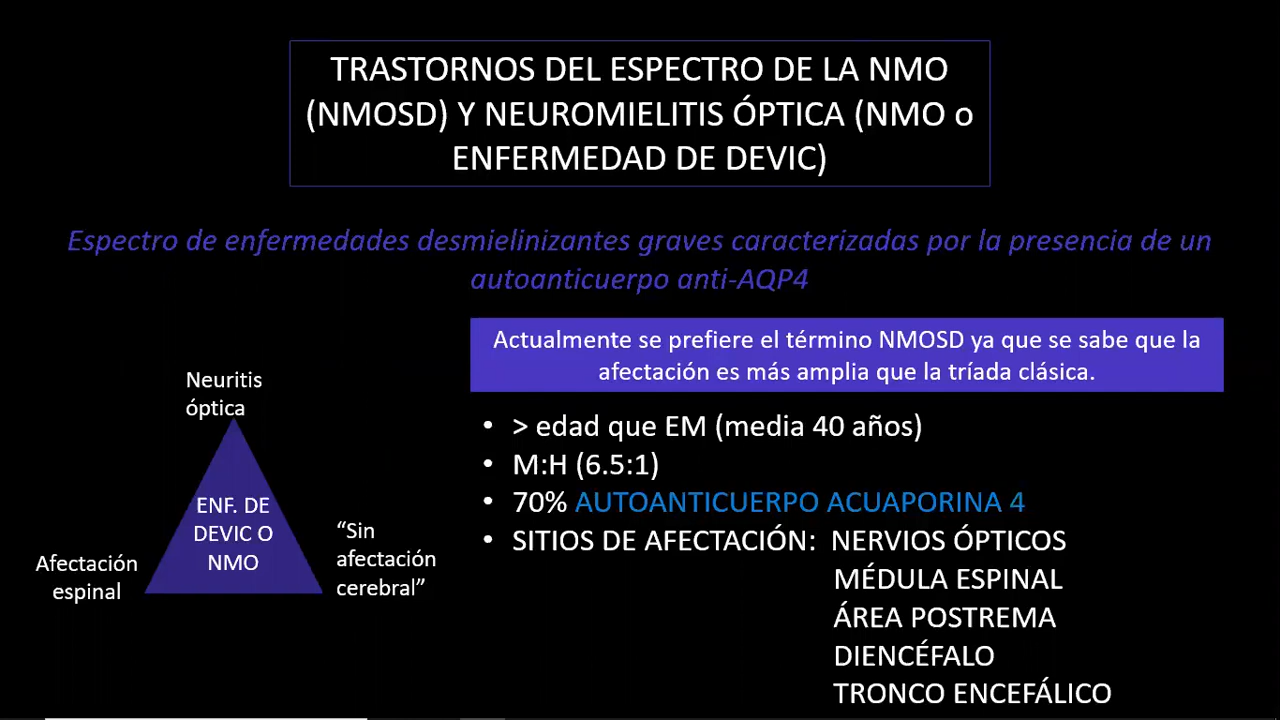 TRASTORNOS DEL ESPECTRO DE LA NMO
(NMOSD) Y NEUROMIELITIS ÓPTICA (NMO o
ENFERMEDAD DE DEVIC)
Espectro de enfermedades desmielinizantes graves caracterizadas por la presencia de un
autoanticuerpo anti-AQP4
Actualmente se prefiere el término NMOSD ya que se sabe que la
afectación es más amplia que la tríada clásica.
Neuritis
óptica
ENF. DE
DEVIC O
NMO
Afectación
espinal
“Sin
afectación
cerebral”
• > edad que EM (media 40 años)
• M:H (6.5:1)
• 70% AUTOANTICUERPO ACUAPORINA 4
• SITIOS DE AFECTACIÓN: NERVIOS ÓPTICOS
MÉDULA ESPINAL
ÁREA POSTREMA
DIENCÉFALO
TRONCO ENCEFÁLICO